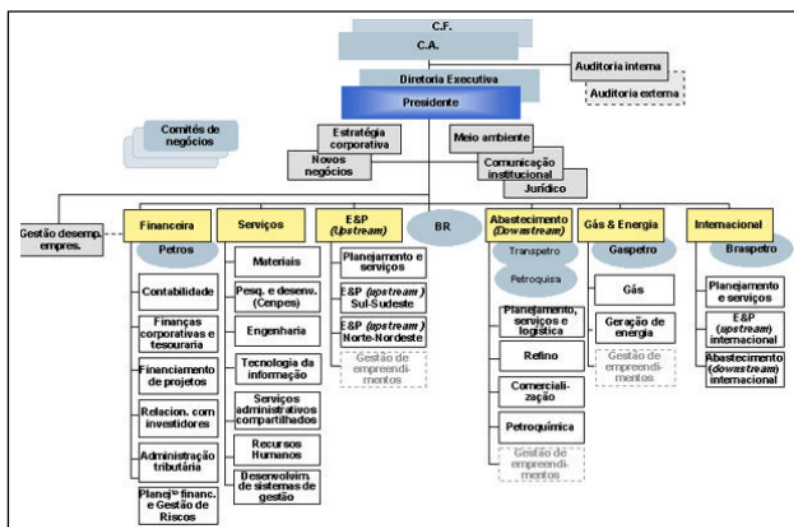 C.F.
C.A.
Auditoria interna
Auditoria externa
Diretoria Executiva
Presidente
Comitês de
negócios
Estratégia
corporativa
Novos
negócios
Meio ambiente
Comunicação
institucional
Jurídico
Gestão desemp.
empres.
Financeira
Petros
Contabilidade
Finanças
corporativas e
tesouraria
Financiamento
de projetos
Relacion. com
investidores
Administração
tributária
Planejto financ.
e Gestão de
Riscos
Serviços
Materiais
Pesq. e desenv.
(Cenpes)
Engenharia
Tecnologia da
informação
Serviços
administrativos
compartilhados
Recursos
Humanos
Desenvolvim.
de sistemas de
gestão
E&P
(Upstream)
Planejamento e
serviços
E&P (upstream )
Sul-Sudeste
E&P (upstream )
Norte-Nordeste
Gestão de
empreendi-
mentos
BR
Abastecimento
(Downstream)
Transpetro
Petroquisa
Planejamento,
serviços e
logística
Refino
Comerciali-
zação
Petroquímica
Gestão de
empreendi-
mentos
Gás & Energia
Gaspetro
Gás
Geração de
energia
Gestão de
empreendi-
mentos
Internacional
Braspetro
Planejamento
e serviços
E&P
(upstream)
internacional
Abastecimento
(downstream)
internacional